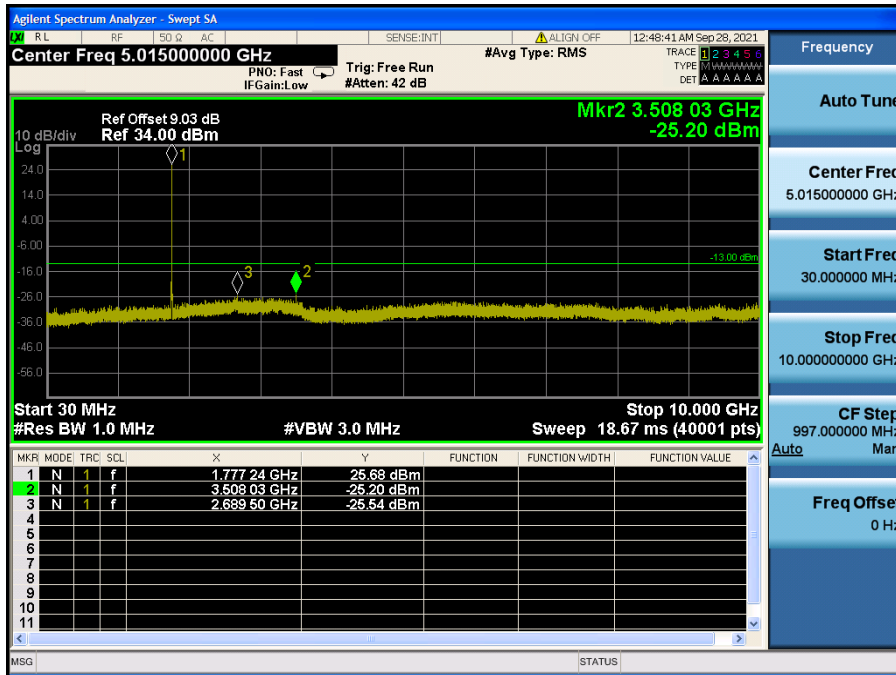 Agilent Spectrum Analyzer - Swept SA
LXI RL RF 50 Ω AC SENSE:INT ALIGN OFF 12:48:41 AM Sep 28, 2021
Center Freq 5.015000000 GHz
PNO: Fast
IFGain:Low
Trig: Free Run
#Atten: 42 dB
#Avg Type: RMS
TRACE 1 2 3 4 5 6
TYPE M WWWWW
DET A A A A A A
Frequency
Mkr2 3.508 03 GHz
-25.20 dBm
Ref Offset 9.03 dB
10 dB/div Ref 34.00 dBm
Log
24.0
14.0
4.00
-6.00
-16.0
-26.0
-36.0
-46.0
-56.0
1
3
2
-13.00 dBm
Start 30 MHz
Stop 10.000 GHz
#Res BW 1.0 MHz #VBW 3.0 MHz Sweep 18.67 ms (40001 pts)
MKR MODE TRC SCL X Y FUNCTION FUNCTION WIDTH FUNCTION VALUE
1 N 1 f 1.777 24 GHz 25.68 dBm
2 N 1 f 3.508 03 GHz -25.20 dBm
3 N 1 f 2.689 50 GHz -25.54 dBm
4
5
6
7
8
9
10
11
MSG STATUS
Auto Tune
Center Freq
5.015000000 GHz
Start Freq
30.000000 MHz
Stop Freq
10.000000000 GHz
CF Step
997.000000 MHz
Auto Man
Freq Offset
0 Hz